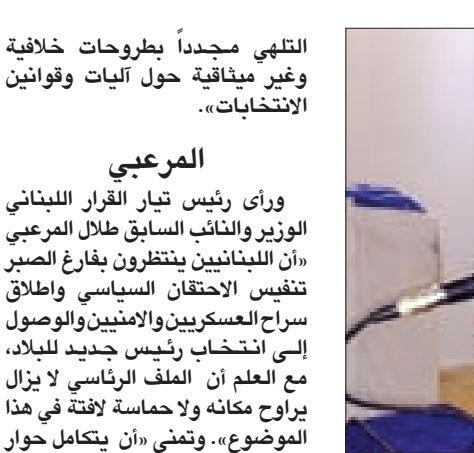 التلهي مجدداً بطروحات خلافية
وغير ميثاقية حول آليات وقوانين
الانتخابات».
المرعبي
ورأى رئيس تيار القرار اللبناني
الوزير والنائب السابق طلال المرعبي
«أن اللبنانيين ينتظرون بفارغ الصبر
تنفيس الاحتقان السياسي واطلاق
سراح العسكريين والامنيين والوصول
إلى انتخاب رئيس جديد للبلاد،
مع العلم أن الملف الرئاسي لا يزال
يراوح مكانه ولا حماسة لافتة في هذا
الموضوع». وتمنى «أن يتكامل حوار